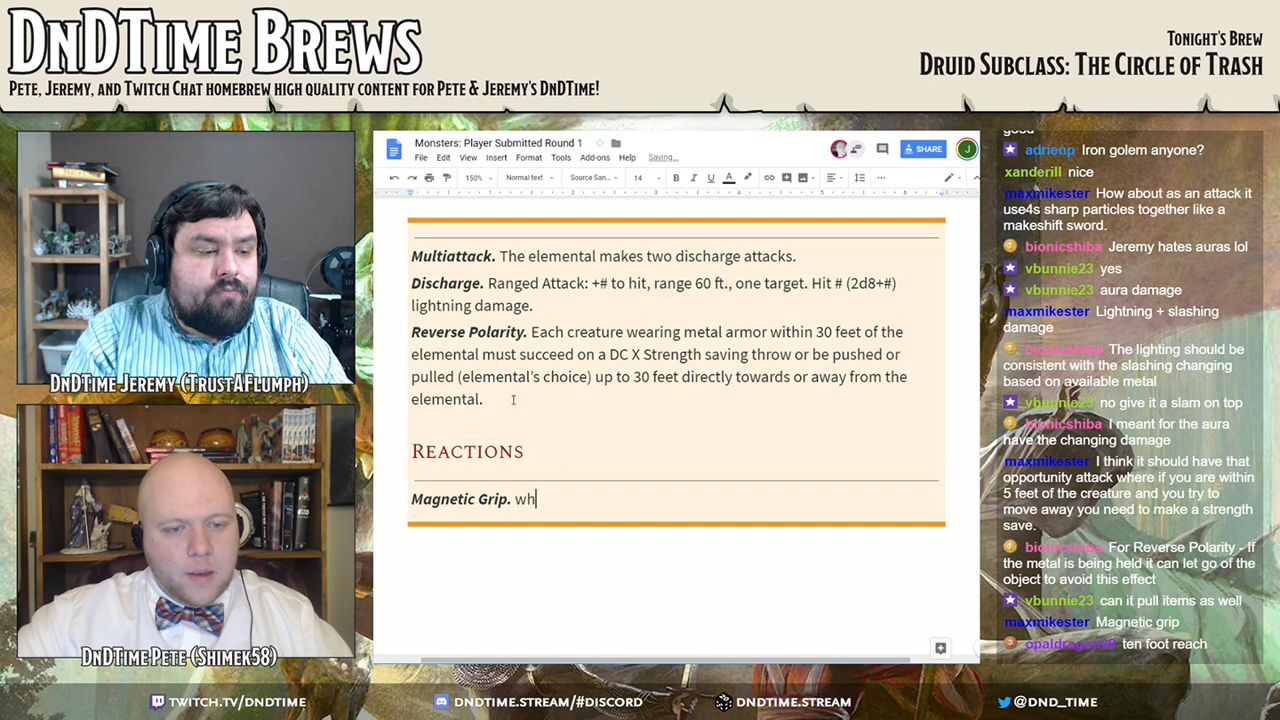 DnDTime Brews
Pete, Jeremy, and Twitch Chat homebrew high quality content for Pete & Jeremy's DnDTime!
Tonight's Brew
Druid Subclass: The Circle of Trash
DnDTime Jeremy (TrustAFlumph)
DnDTime Pete (Shimek58)
Monsters: Player Submitted Round 1
File Edit View Insert Format Tools Add-ons Help Saving...
SHARE
J
150% Normal text Source San... 14 B I U A
Multiattack. The elemental makes two discharge attacks.
Discharge. Ranged Attack: +# to hit, range 60 ft., one target. Hit # (2d8+#)
lightning damage.
Reverse Polarity. Each creature wearing metal armor within 30 feet of the
elemental must succeed on a DC X Strength saving throw or be pushed or
pulled (elemental's choice) up to 30 feet directly towards or away from the
elemental.
Reactions
Magnetic Grip. wh
good
adrienp Iron golem anyone?
xanderill nice
maxmikester How about as an attack it
use4s sharp particles together like a
makeshift sword.
bionicshiba Jeremy hates auras lol
vbunnie23 yes
vbunnie23 aura damage
maxmikester Lightning + slashing
damage
bionicshiba The lighting should be
consistent with the slashing changing
based on available metal
vbunnie23 no give it a slam on top
bionicshiba I meant for the aura
have the changing damage
maxmikester I think it should have that
opportunity attack where if you are within
5 feet of the creature and you try to
move away you need to make a strength
save.
bionicshiba For Reverse Polarity - If
the metal is being held it can let go of the
object to avoid this effect
vbunnie23 can it pull items as well
maxmikester Magnetic grip
ten foot reach
twitch.tv/dndtime
dndtime.stream/#discord
dndtime.stream
@dnd_time